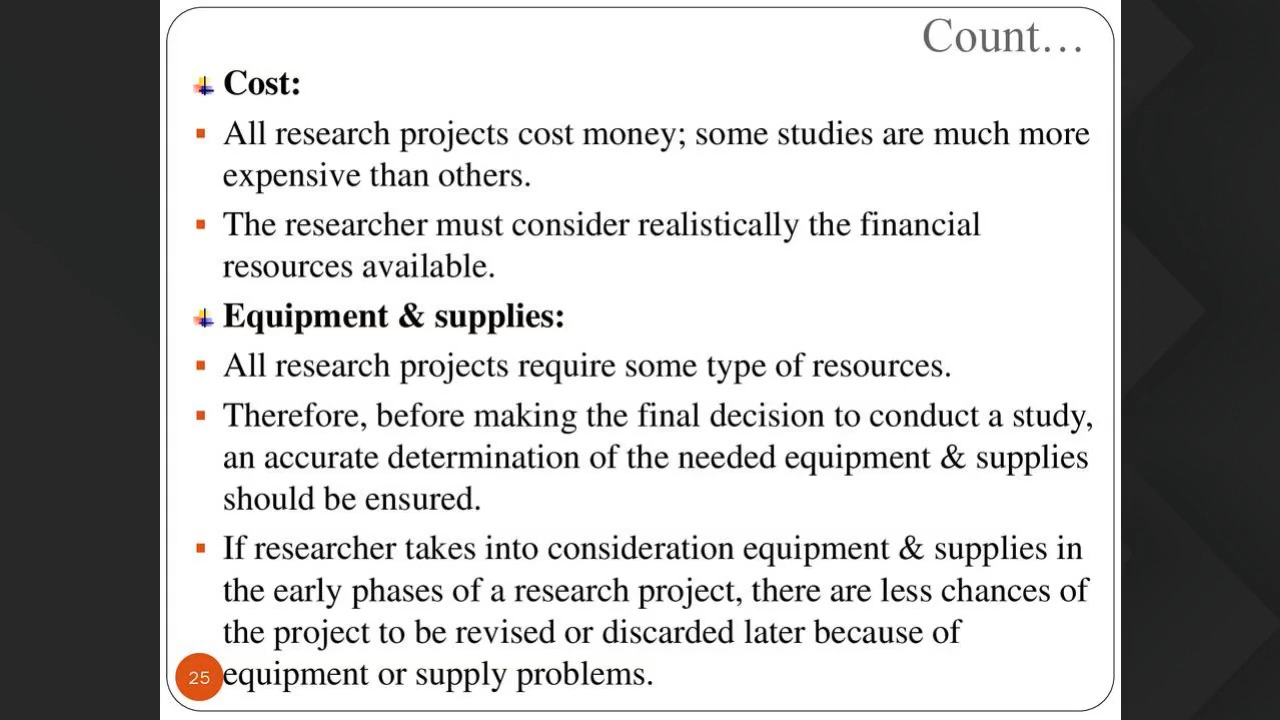 Count…
Cost:
All research projects cost money; some studies are much more
expensive than others.
The researcher must consider realistically the financial
resources available.
Equipment & supplies:
All research projects require some type of resources.
Therefore, before making the final decision to conduct a study,
an accurate determination of the needed equipment & supplies
should be ensured.
If researcher takes into consideration equipment & supplies in
the early phases of a research project, there are less chances of
the project to be revised or discarded later because of
equipment or supply problems.
25